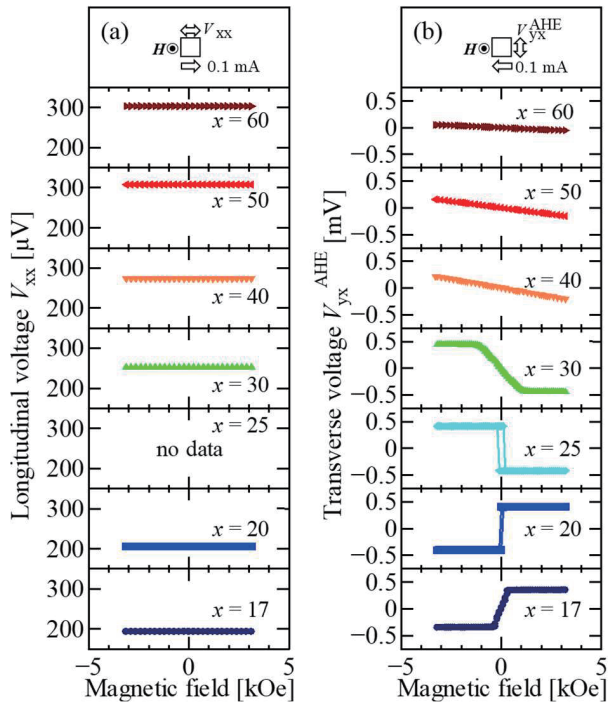 (a)
V_xx
H
0.1 mA
300
200
x = 60
300
200
x = 50
300
200
x = 40
300
200
x = 30
300
200
x = 25
no data
300
200
x = 20
300
200
x = 17
−5 0 5
Magnetic field [kOe]
Longitudinal voltage V_xx [μV]
(b)
V_yx^AHE
H
0.1 mA
0.5
0
−0.5
x = 60
0.5
0
−0.5
x = 50
0.5
0
−0.5
x = 40
0.5
0
−0.5
x = 30
0.5
0
−0.5
x = 25
0.5
0
−0.5
x = 20
0.5
0
−0.5
x = 17
−5 0 5
Magnetic field [kOe]
Transverse voltage V_yx^AHE [mV]